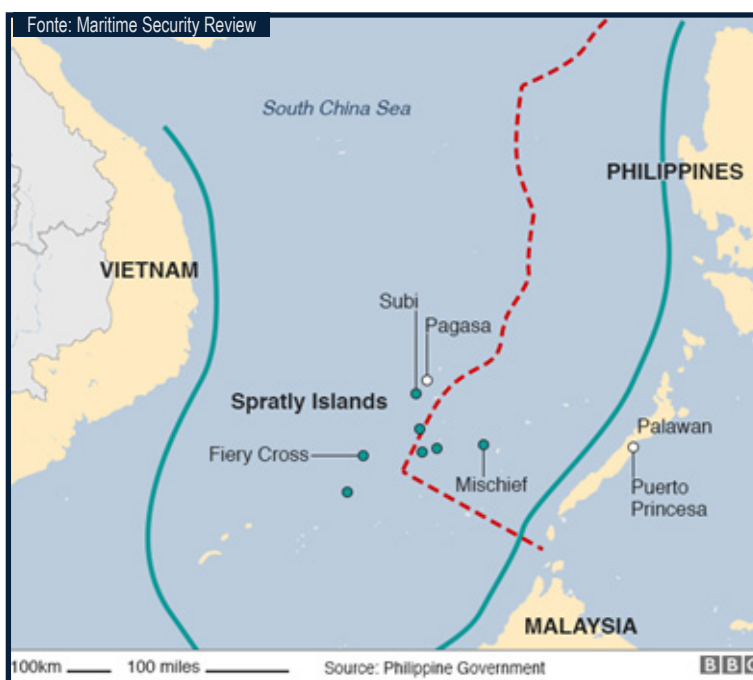 Fonte: Maritime Security Review
South China Sea
PHILIPPINES
VIETNAM
Subi
Pagasa
Spratly Islands
Palawan
Fiery Cross
Mischief
Puerto
Princesa
MALAYSIA
100km
100 miles
Source: Philippine Government
BBC